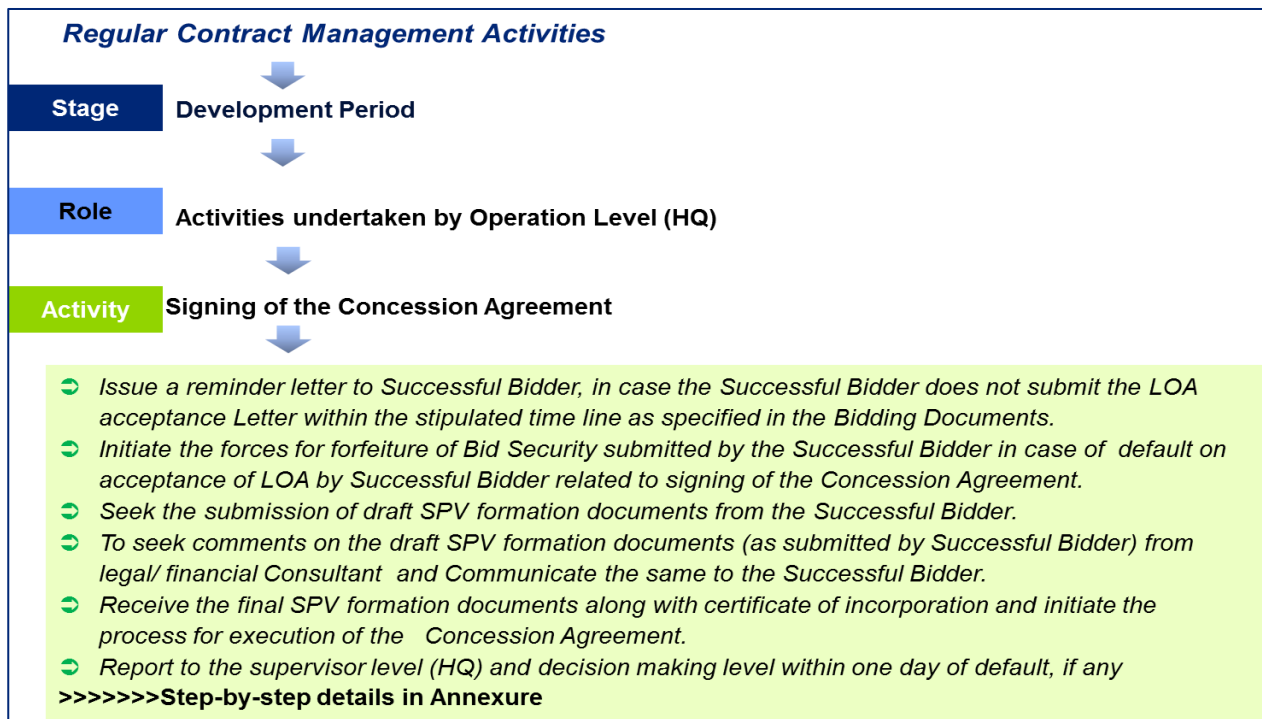 Regular Contract Management Activities
Stage
Development Period
Role
Activities undertaken by Operation Level (HQ)
Activity
Signing of the Concession Agreement
Issue a reminder letter to Successful Bidder, in case the Successful Bidder does not submit the LOA
acceptance Letter within the stipulated time line as specified in the Bidding Documents.
Initiate the forces for forfeiture of Bid Security submitted by the Successful Bidder in case of default on
acceptance of LOA by Successful Bidder related to signing of the Concession Agreement.
Seek the submission of draft SPV formation documents from the Successful Bidder.
To seek comments on the draft SPV formation documents (as submitted by Successful Bidder) from
legal/ financial Consultant and Communicate the same to the Successful Bidder.
Receive the final SPV formation documents along with certificate of incorporation and initiate the
process for execution of the Concession Agreement.
Report to the supervisor level (HQ) and decision making level within one day of default, if any
>>>>>>>Step-by-step details in Annexure